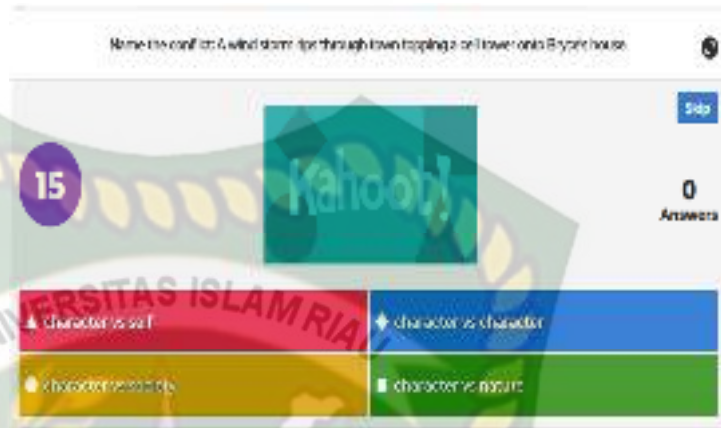 Name the conflict: A wind storm rips through town toppling a cell tower onto Bryce's house
Skip
15
Kahoot!
0
Answers
UNIVERSITAS ISLAM RIAU
character vs self
character vs character
character vs society
character vs nature